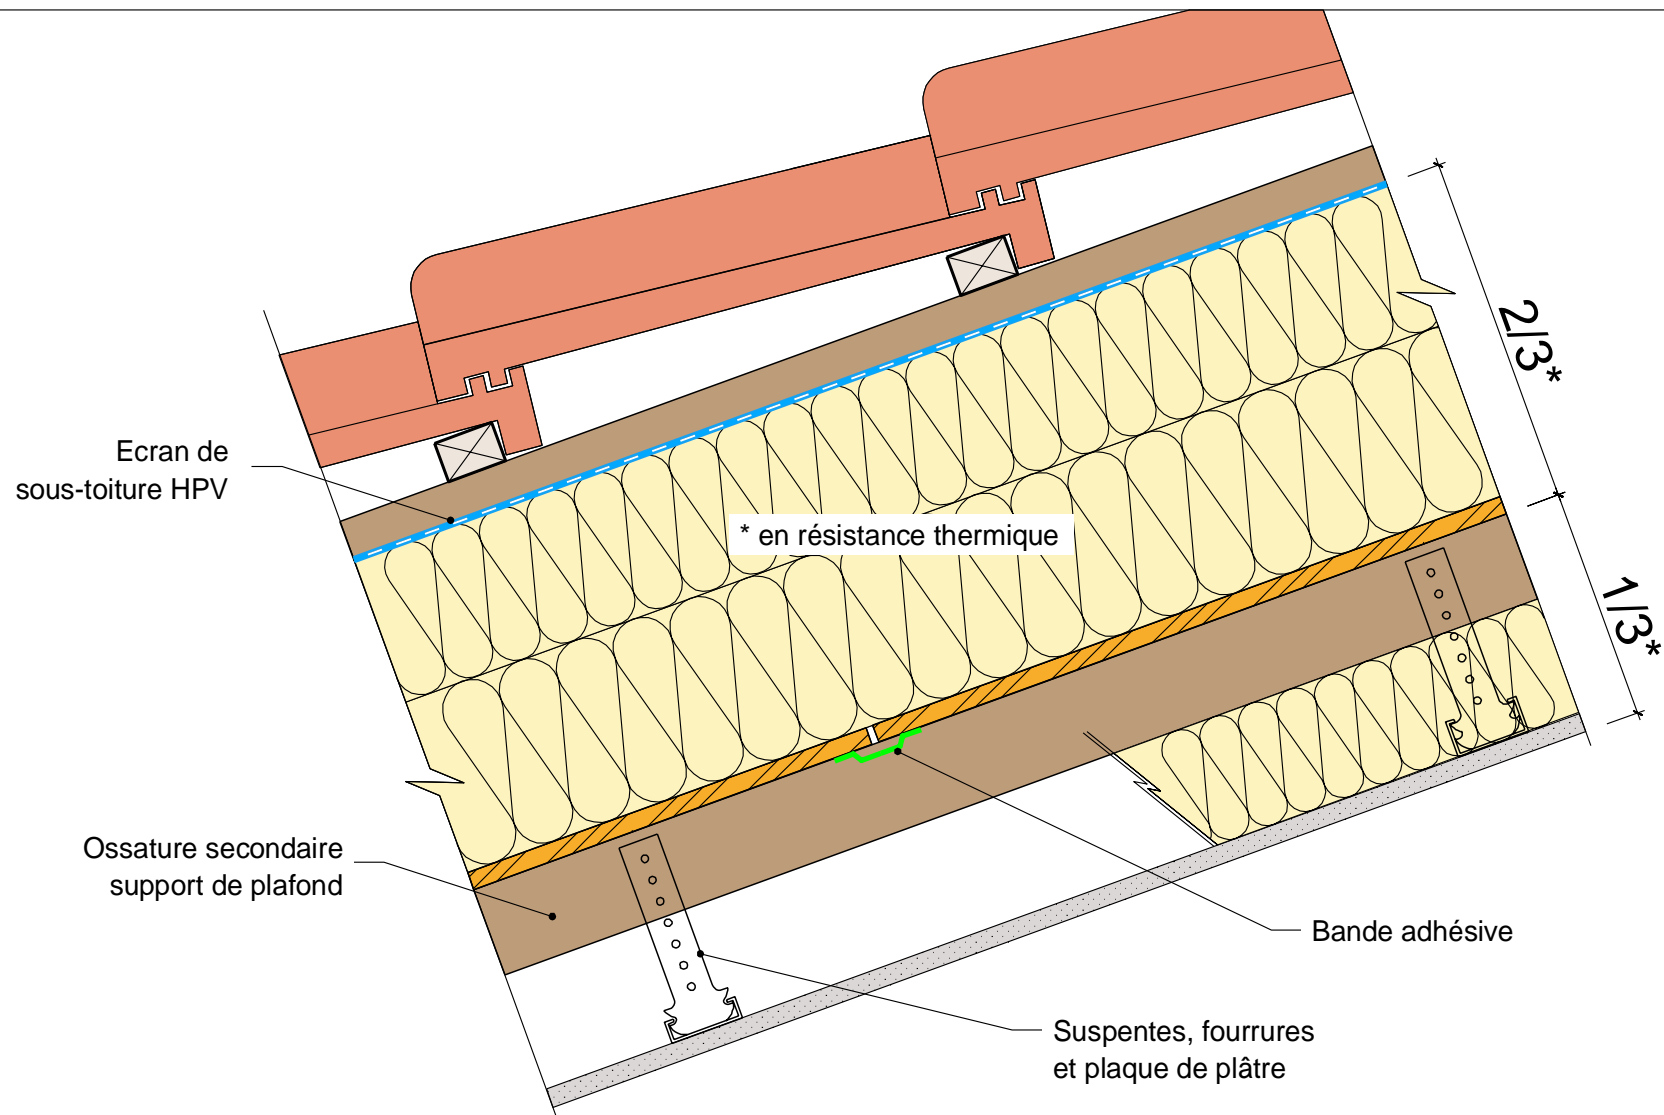 2/3*
Ecran de
sous-toiture HPV
* en résistance thermique
1/3*
Ossature secondaire
support de plafond
Bande adhésive
Suspentes, fourrures
et plaque de plâtre